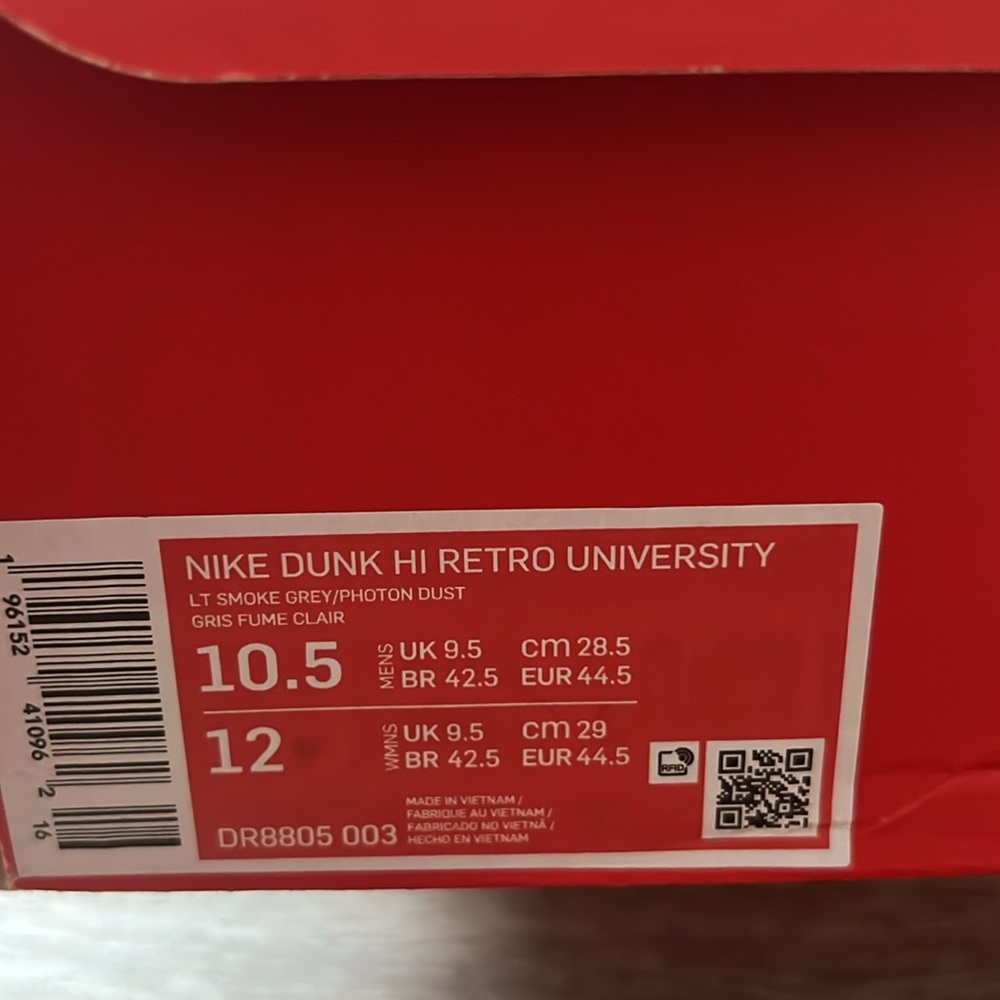 NIKE DUNK HI RETRO UNIVERSITY
LT SMOKE GREY/PHOTON DUST
GRIS FUME CLAIR
10.5 MENS UK 9.5 cm 28.5
BR 42.5 EUR 44.5
12 WMNS UK 9.5 cm 29
BR 42.5 EUR 44.5
RFID
MADE IN VIETNAM /
FABRIQUE AU VIETNAM /
FABRICADO NO VIETNÃ /
HECHO EN VIETNAM
DR8805 003
1 96152 41096 2 16